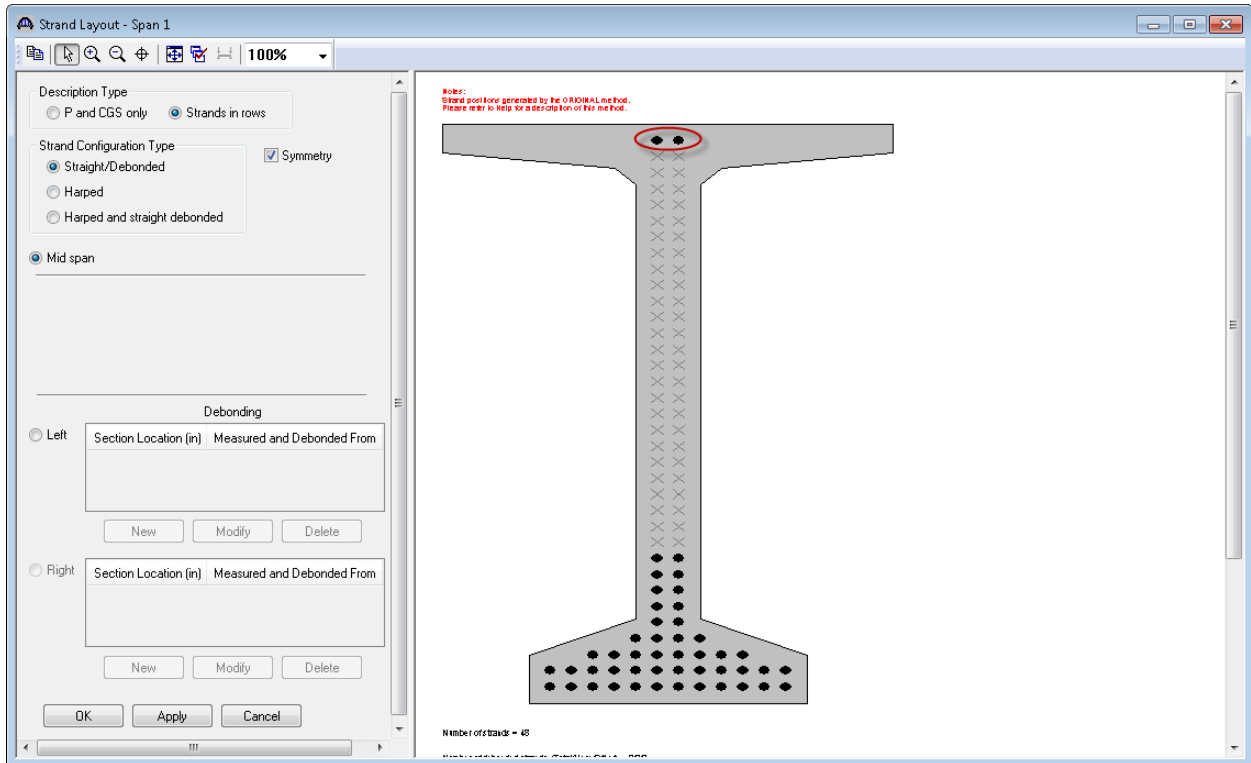 Strand Layout - Span 1
100%
Description Type
P and CGS only
Strands in rows
Strand Configuration Type
Symmetry
Straight/Debonded
Harped
Harped and straight debonded
Mid span
Debonding
Left
Section Location (in) Measured and Debonded From
New Modify Delete
Right
Section Location (in) Measured and Debonded From
New Modify Delete
OK Apply Cancel
Notes:
Strand positions generated by the ORIGINAL method.
Please refer to Help for a description of this method.
Number of strands = 48